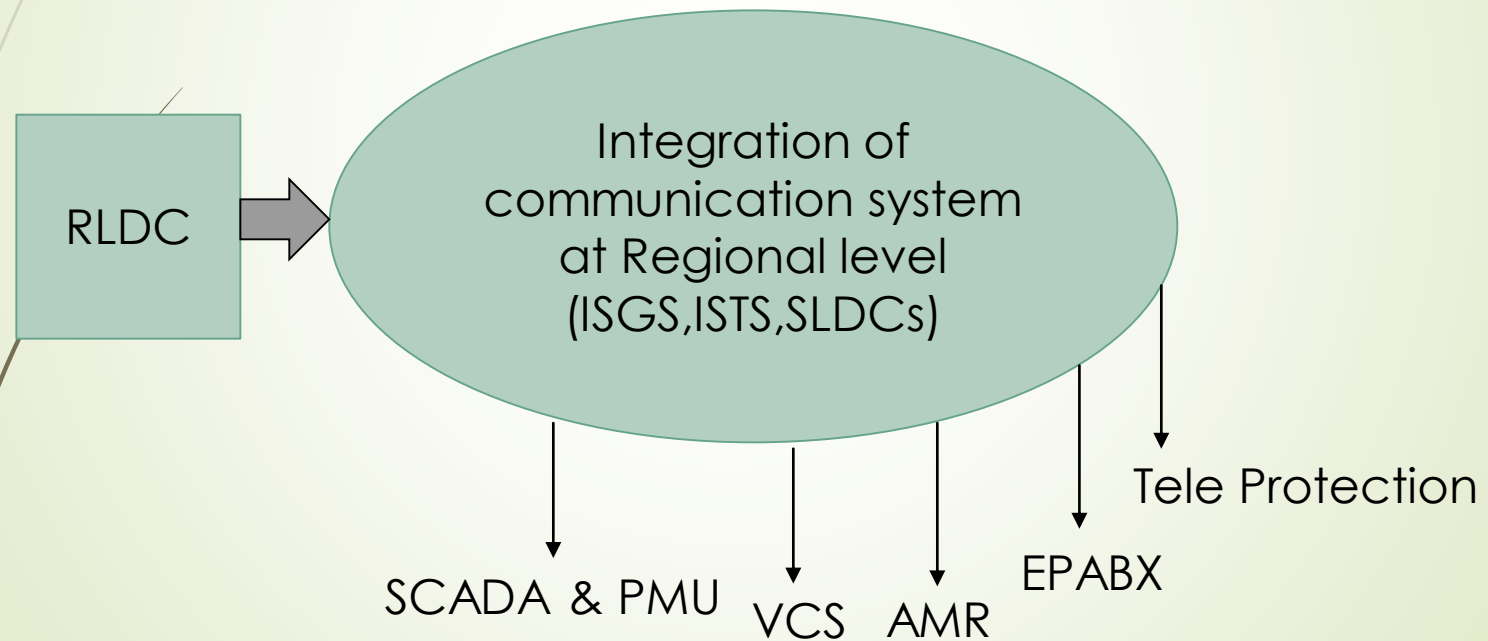 RLDC
Integration of
communication system
at Regional level
(ISGS,ISTS,SLDCs)
SCADA & PMU
VCS
AMR
EPABX
Tele Protection